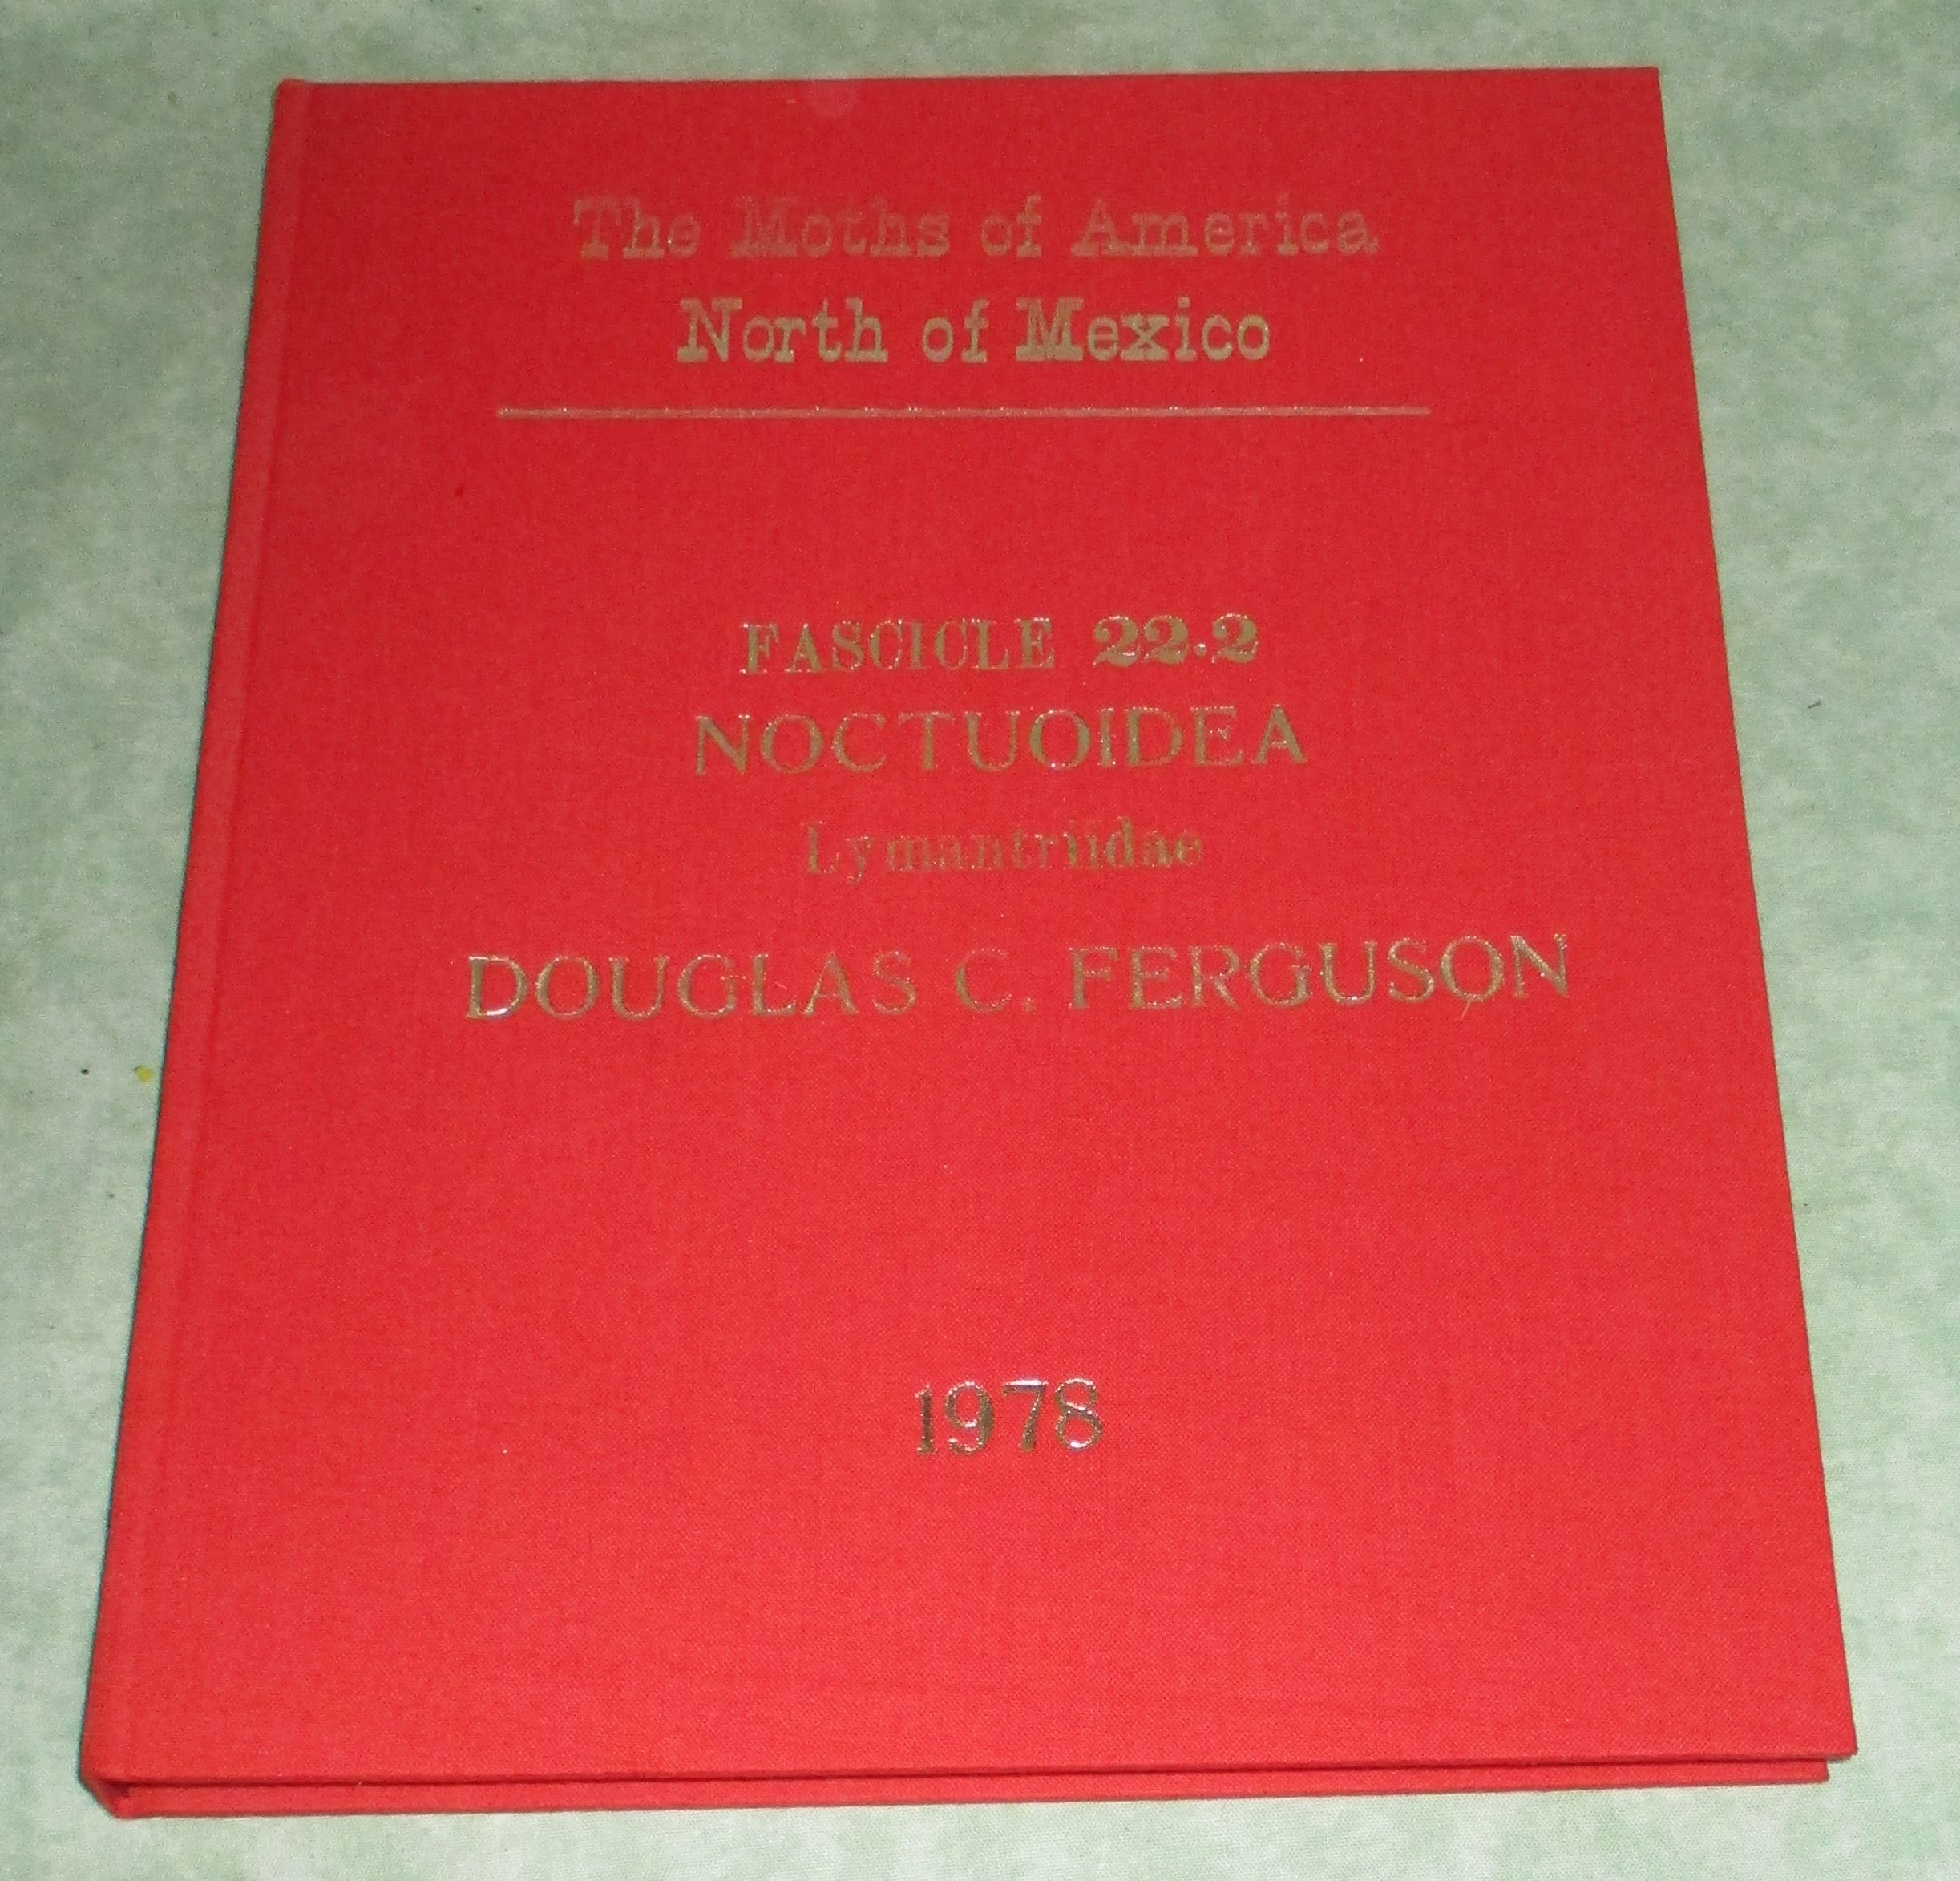 The Moths of America
North of Mexico
FASCICLE 22.2
NOCTUOIDEA
Lymantriidae
DOUGLAS C. FERGUSON
1978